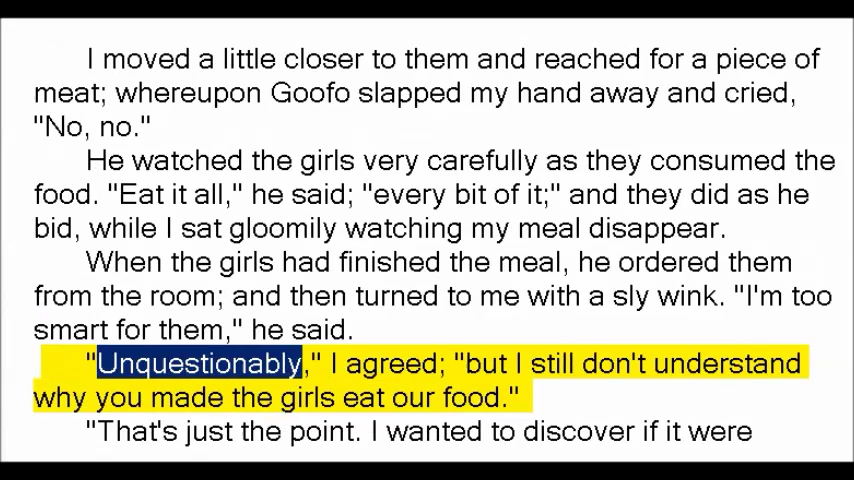 I moved a little closer to them and reached for a piece of
meat; whereupon Goofo slapped my hand away and cried,
"No, no."
He watched the girls very carefully as they consumed the
food. "Eat it all," he said; "every bit of it;" and they did as he
bid, while I sat gloomily watching my meal disappear.
When the girls had finished the meal, he ordered them
from the room; and then turned to me with a sly wink. "I'm too
smart for them," he said.
"Unquestionably," I agreed; "but I still don't understand
why you made the girls eat our food."
"That's just the point. I wanted to discover if it were